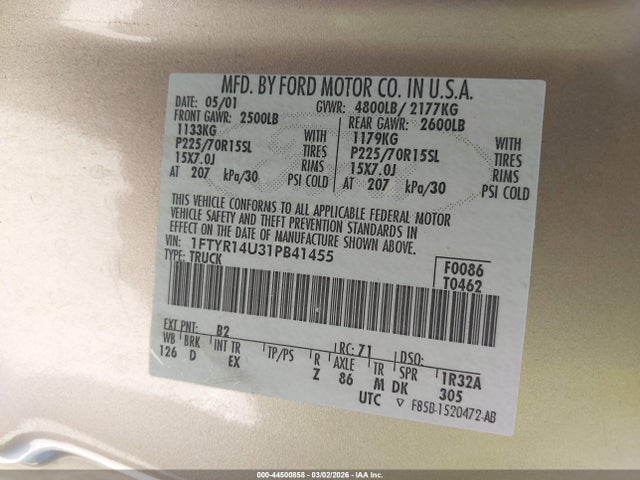 MFD. BY FORD MOTOR CO. IN U.S.A.
DATE: 05/01 GVWR: 4800LB/ 2177KG
FRONT GAWR: 2500LB REAR GAWR: 2600LB
1133KG WITH 1179KG WITH
P225/70R15SL TIRES P225/70R15SL TIRES
15X7.0J RIMS 15X7.0J RIMS
AT 207 kPa/30 PSI COLD AT 207 kPa/30 PSI COLD
THIS VEHICLE CONFORMS TO ALL APPLICABLE FEDERAL MOTOR
VEHICLE SAFETY AND THEFT PREVENTION STANDARDS IN
EFFECT ON THE DATE OF MANUFACTURE SHOWN ABOVE.
VIN: 1FTYR14U31PB41455
TYPE: TRUCK
F0086
T0462
EXT PNT: B2 RC: 71 DSO:
WB BRK INT TR TP/PS R AXLE TR SPR 1R32A
126 D EX Z 86 M DK 305
UTC F85B-1520472-AB
000-44500858 - 03/02/2026 - IAA Inc.